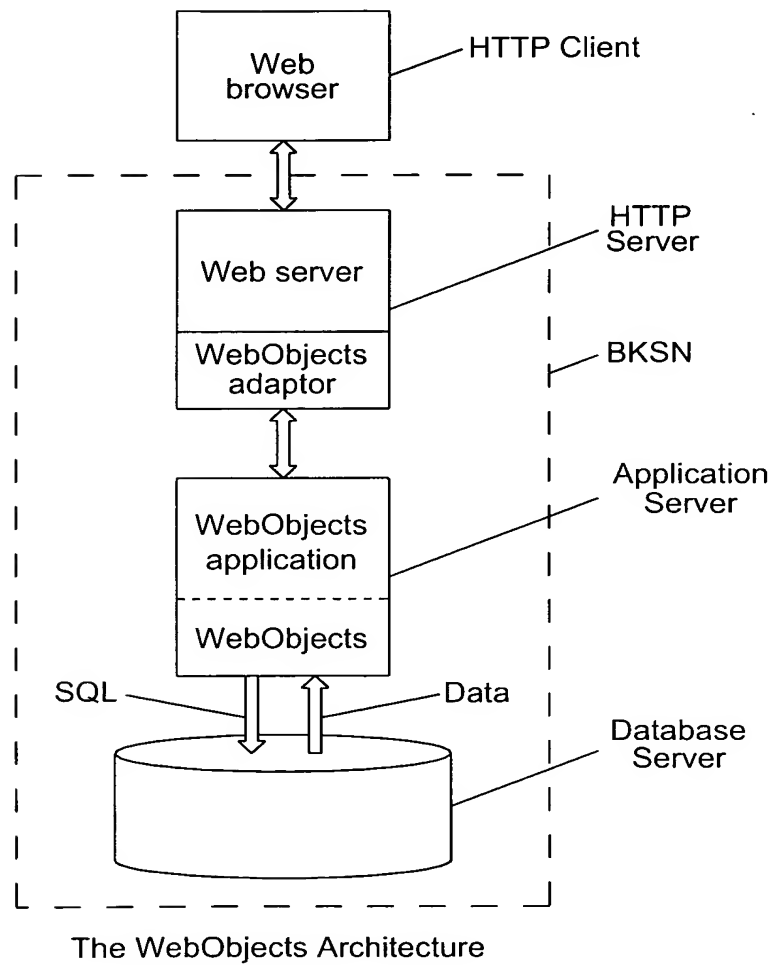 Web
browser
HTTP Client
HTTP
Server
Web server
WebObjects
adaptor
BKSN
Application
Server
WebObjects
application
WebObjects
SQL
Data
Database
Server
The WebObjects Architecture